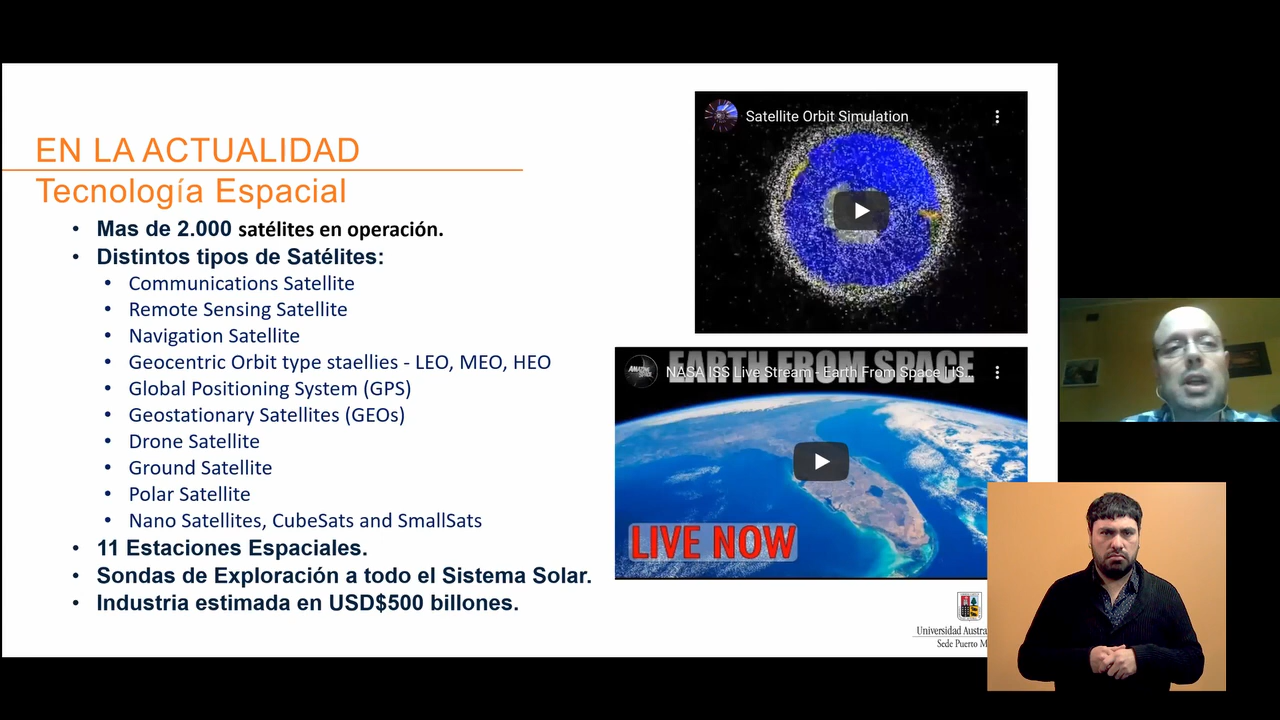 EN LA ACTUALIDAD
Tecnología Espacial
• Mas de 2.000 satélites en operación.
• Distintos tipos de Satélites:
• Communications Satellite
• Remote Sensing Satellite
• Navigation Satellite
• Geocentric Orbit type staellies - LEO, MEO, HEO
• Global Positioning System (GPS)
• Geostationary Satellites (GEOs)
• Drone Satellite
• Ground Satellite
• Polar Satellite
• Nano Satellites, CubeSats and SmallSats
• 11 Estaciones Espaciales.
• Sondas de Exploración a todo el Sistema Solar.
• Industria estimada en USD$500 billones.
Satellite Orbit Simulation
EARTH FROM SPACE
AMAZING SPACE
NASA ISS Live Stream - Earth From Space | IS...
LIVE NOW
Universidad Austra
Sede Puerto M